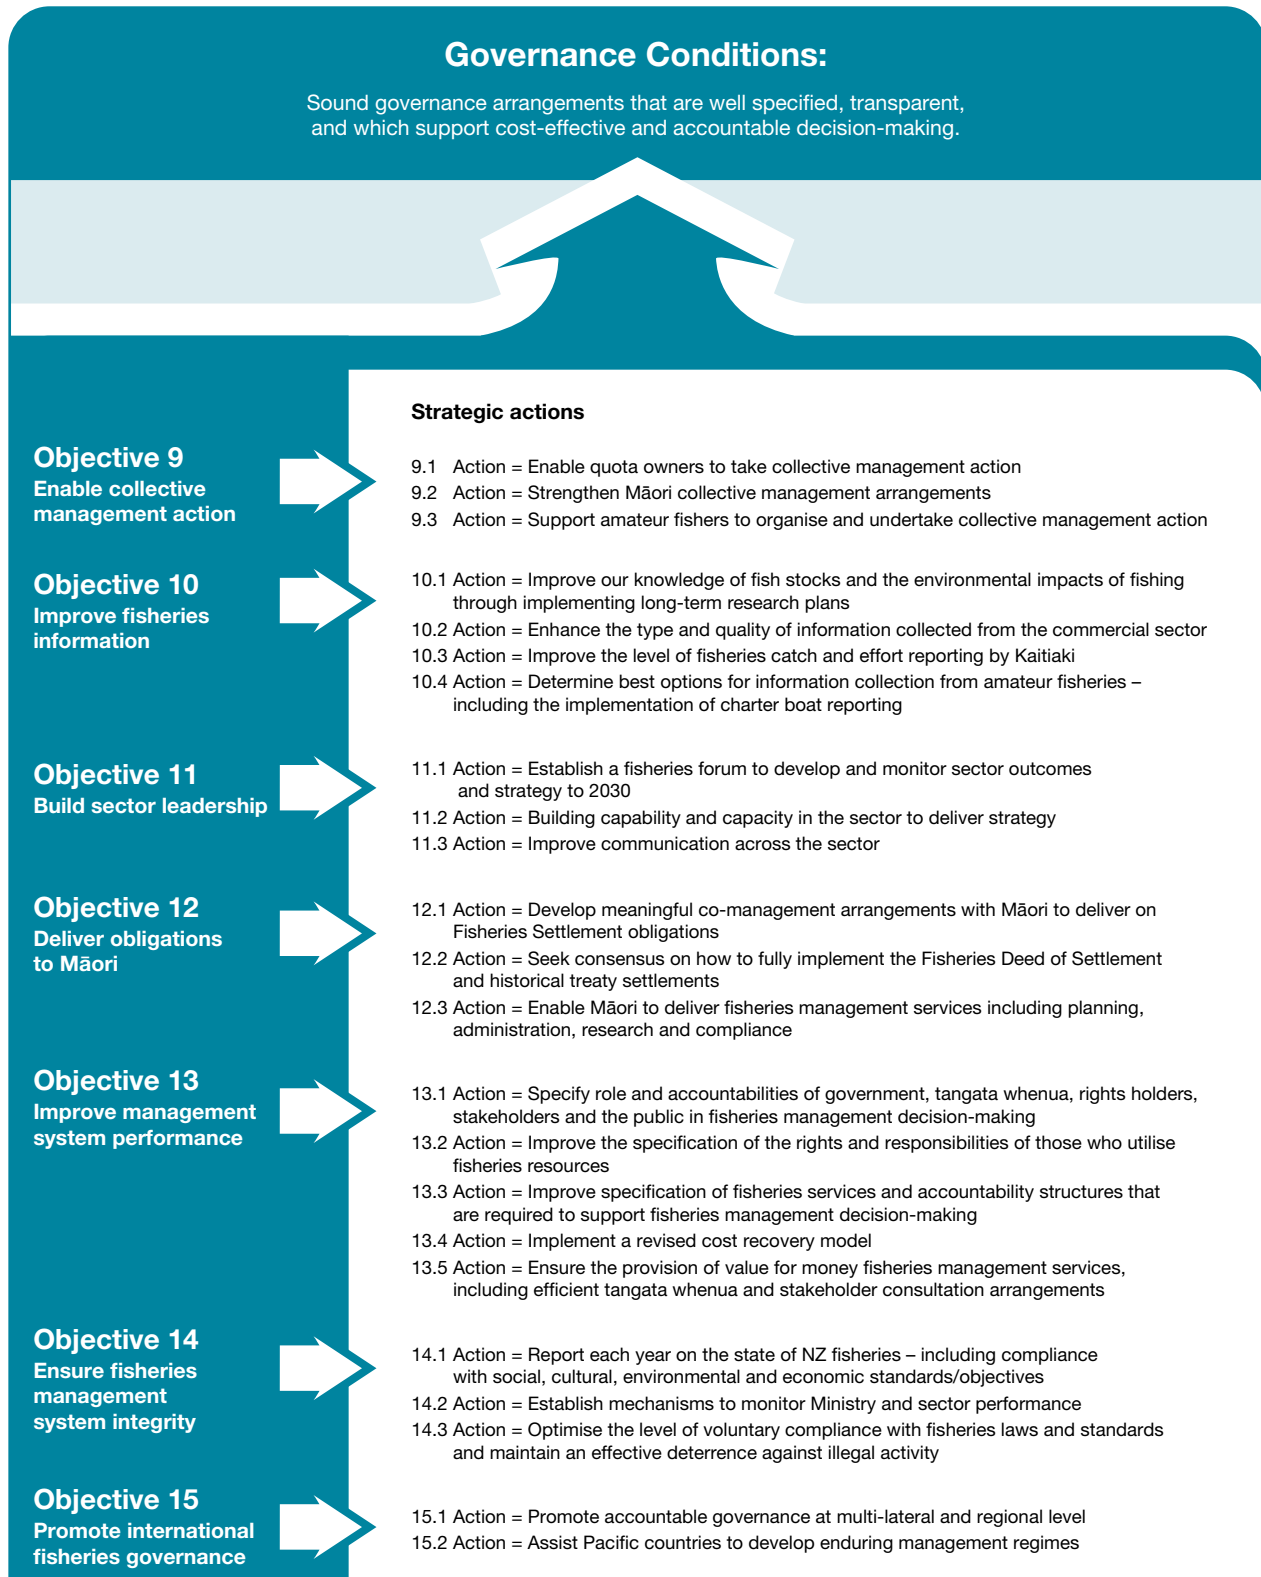 Governance Conditions:
Sound governance arrangements that are well specified, transparent,
and which support cost-effective and accountable decision-making.
Strategic actions
Objective 9
Enable collective
management action
9.1 Action = Enable quota owners to take collective management action
9.2 Action = Strengthen Māori collective management arrangements
9.3 Action = Support amateur fishers to organise and undertake collective management action
Objective 10
Improve fisheries
information
10.1 Action = Improve our knowledge of fish stocks and the environmental impacts of fishing
through implementing long-term research plans
10.2 Action = Enhance the type and quality of information collected from the commercial sector
10.3 Action = Improve the level of fisheries catch and effort reporting by Kaitiaki
10.4 Action = Determine best options for information collection from amateur fisheries –
including the implementation of charter boat reporting
Objective 11
Build sector leadership
11.1 Action = Establish a fisheries forum to develop and monitor sector outcomes
and strategy to 2030
11.2 Action = Building capability and capacity in the sector to deliver strategy
11.3 Action = Improve communication across the sector
Objective 12
Deliver obligations
to Māori
12.1 Action = Develop meaningful co-management arrangements with Māori to deliver on
Fisheries Settlement obligations
12.2 Action = Seek consensus on how to fully implement the Fisheries Deed of Settlement
and historical treaty settlements
12.3 Action = Enable Māori to deliver fisheries management services including planning,
administration, research and compliance
Objective 13
Improve management
system performance
13.1 Action = Specify role and accountabilities of government, tangata whenua, rights holders,
stakeholders and the public in fisheries management decision-making
13.2 Action = Improve the specification of the rights and responsibilities of those who utilise
fisheries resources
13.3 Action = Improve specification of fisheries services and accountability structures that
are required to support fisheries management decision-making
13.4 Action = Implement a revised cost recovery model
13.5 Action = Ensure the provision of value for money fisheries management services,
including efficient tangata whenua and stakeholder consultation arrangements
Objective 14
Ensure fisheries
management
system integrity
14.1 Action = Report each year on the state of NZ fisheries – including compliance
with social, cultural, environmental and economic standards/objectives
14.2 Action = Establish mechanisms to monitor Ministry and sector performance
14.3 Action = Optimise the level of voluntary compliance with fisheries laws and standards
and maintain an effective deterrence against illegal activity
Objective 15
Promote international
fisheries governance
15.1 Action = Promote accountable governance at multi-lateral and regional level
15.2 Action = Assist Pacific countries to develop enduring management regimes